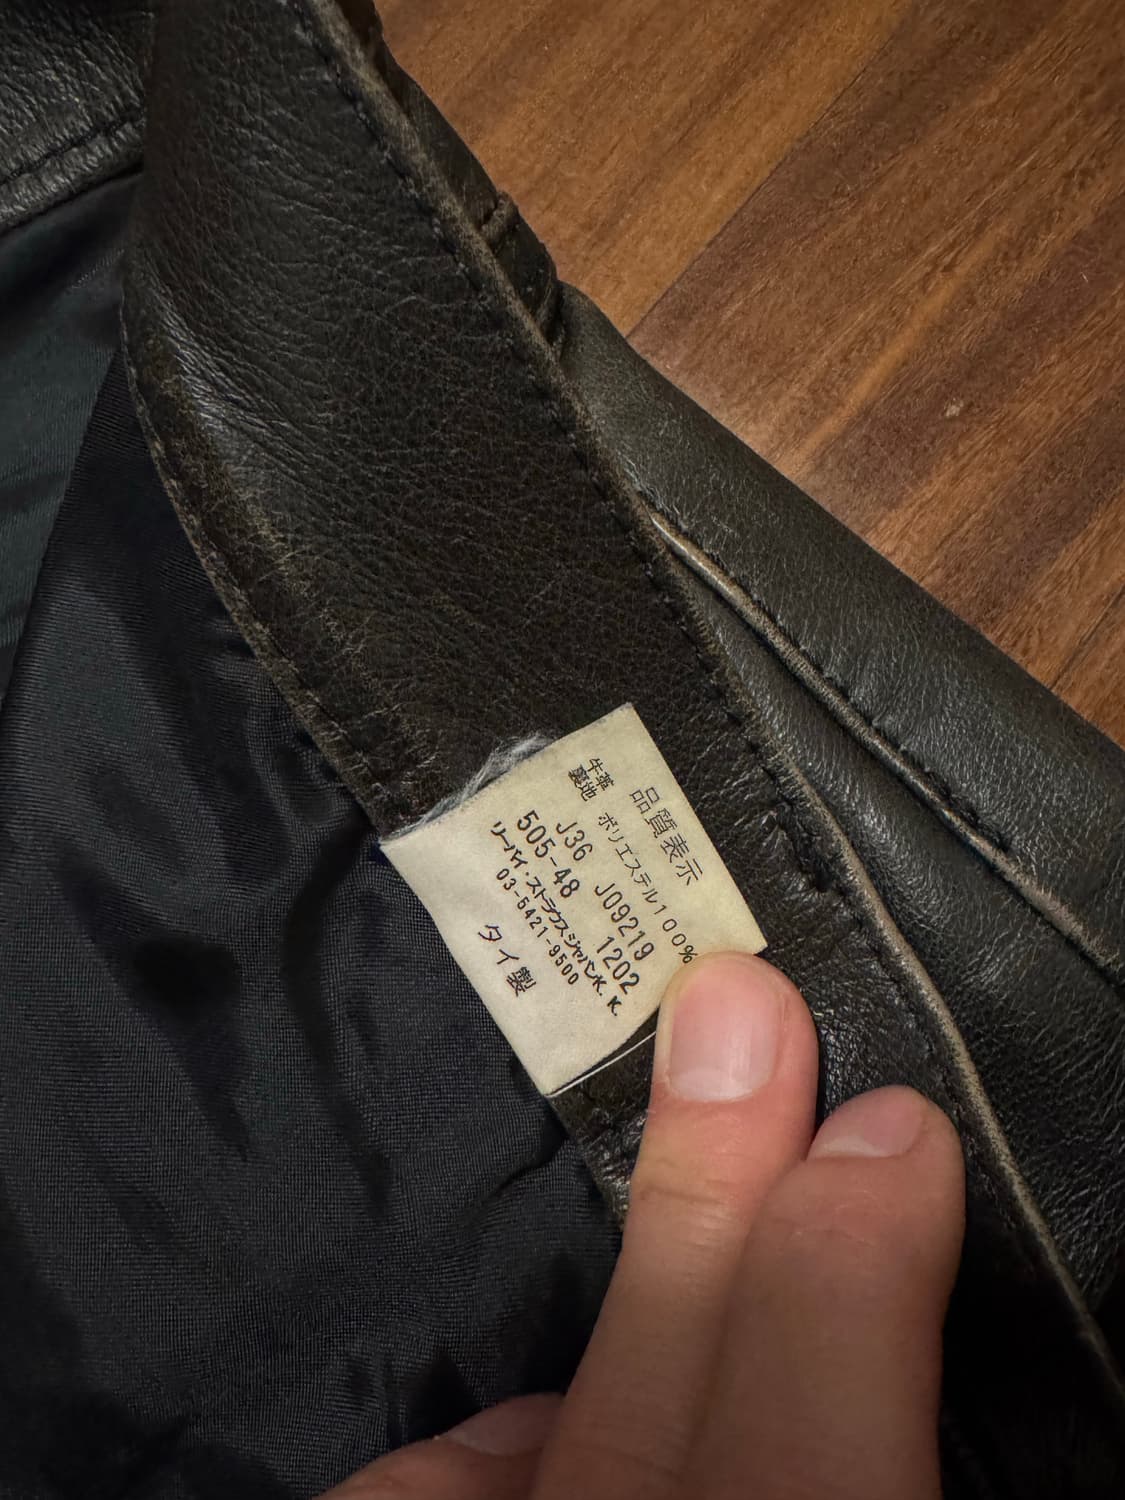 品質表示
牛革
裏地 ポリエステル100%
J36 J09219
505-48 1202
リーバイ・ストラウスジャパンK.K.
03-5421-9500
タイ製